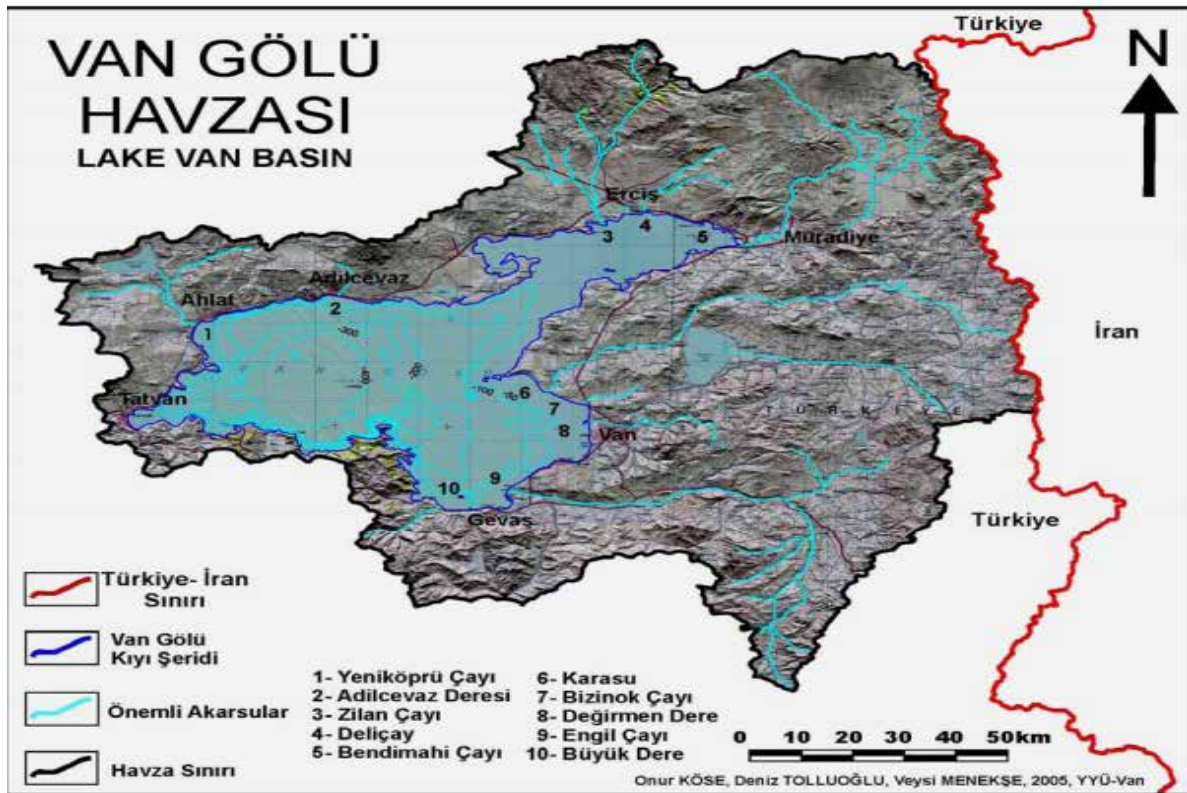 VAN GÖLÜ
HAVZASI
LAKE VAN BASIN
Türkiye
N
Erciş
3
4
5
Muradiye
Adilcevaz
2
Ahlat
1
-300
İran
Tatvan
-100
6
7
8
Van
T Ü R K İ Y E
9
10
Gevaş
Türkiye
Türkiye- İran
Sınırı
Van Gölü
Kıyı Şeridi
Önemli Akarsular
Havza Sınırı
1- Yeniköprü Çayı
2- Adilcevaz Deresi
3- Zilan Çayı
4- Deliçay
5- Bendimahi Çayı
6- Karasu
7- Bizinok Çayı
8- Değirmen Dere
9- Engil Çayı
10- Büyük Dere
0 10 20 30 40 50km
Onur KÖSE, Deniz TOLLUOĞLU, Veysi MENEKŞE, 2005, YYÜ-Van